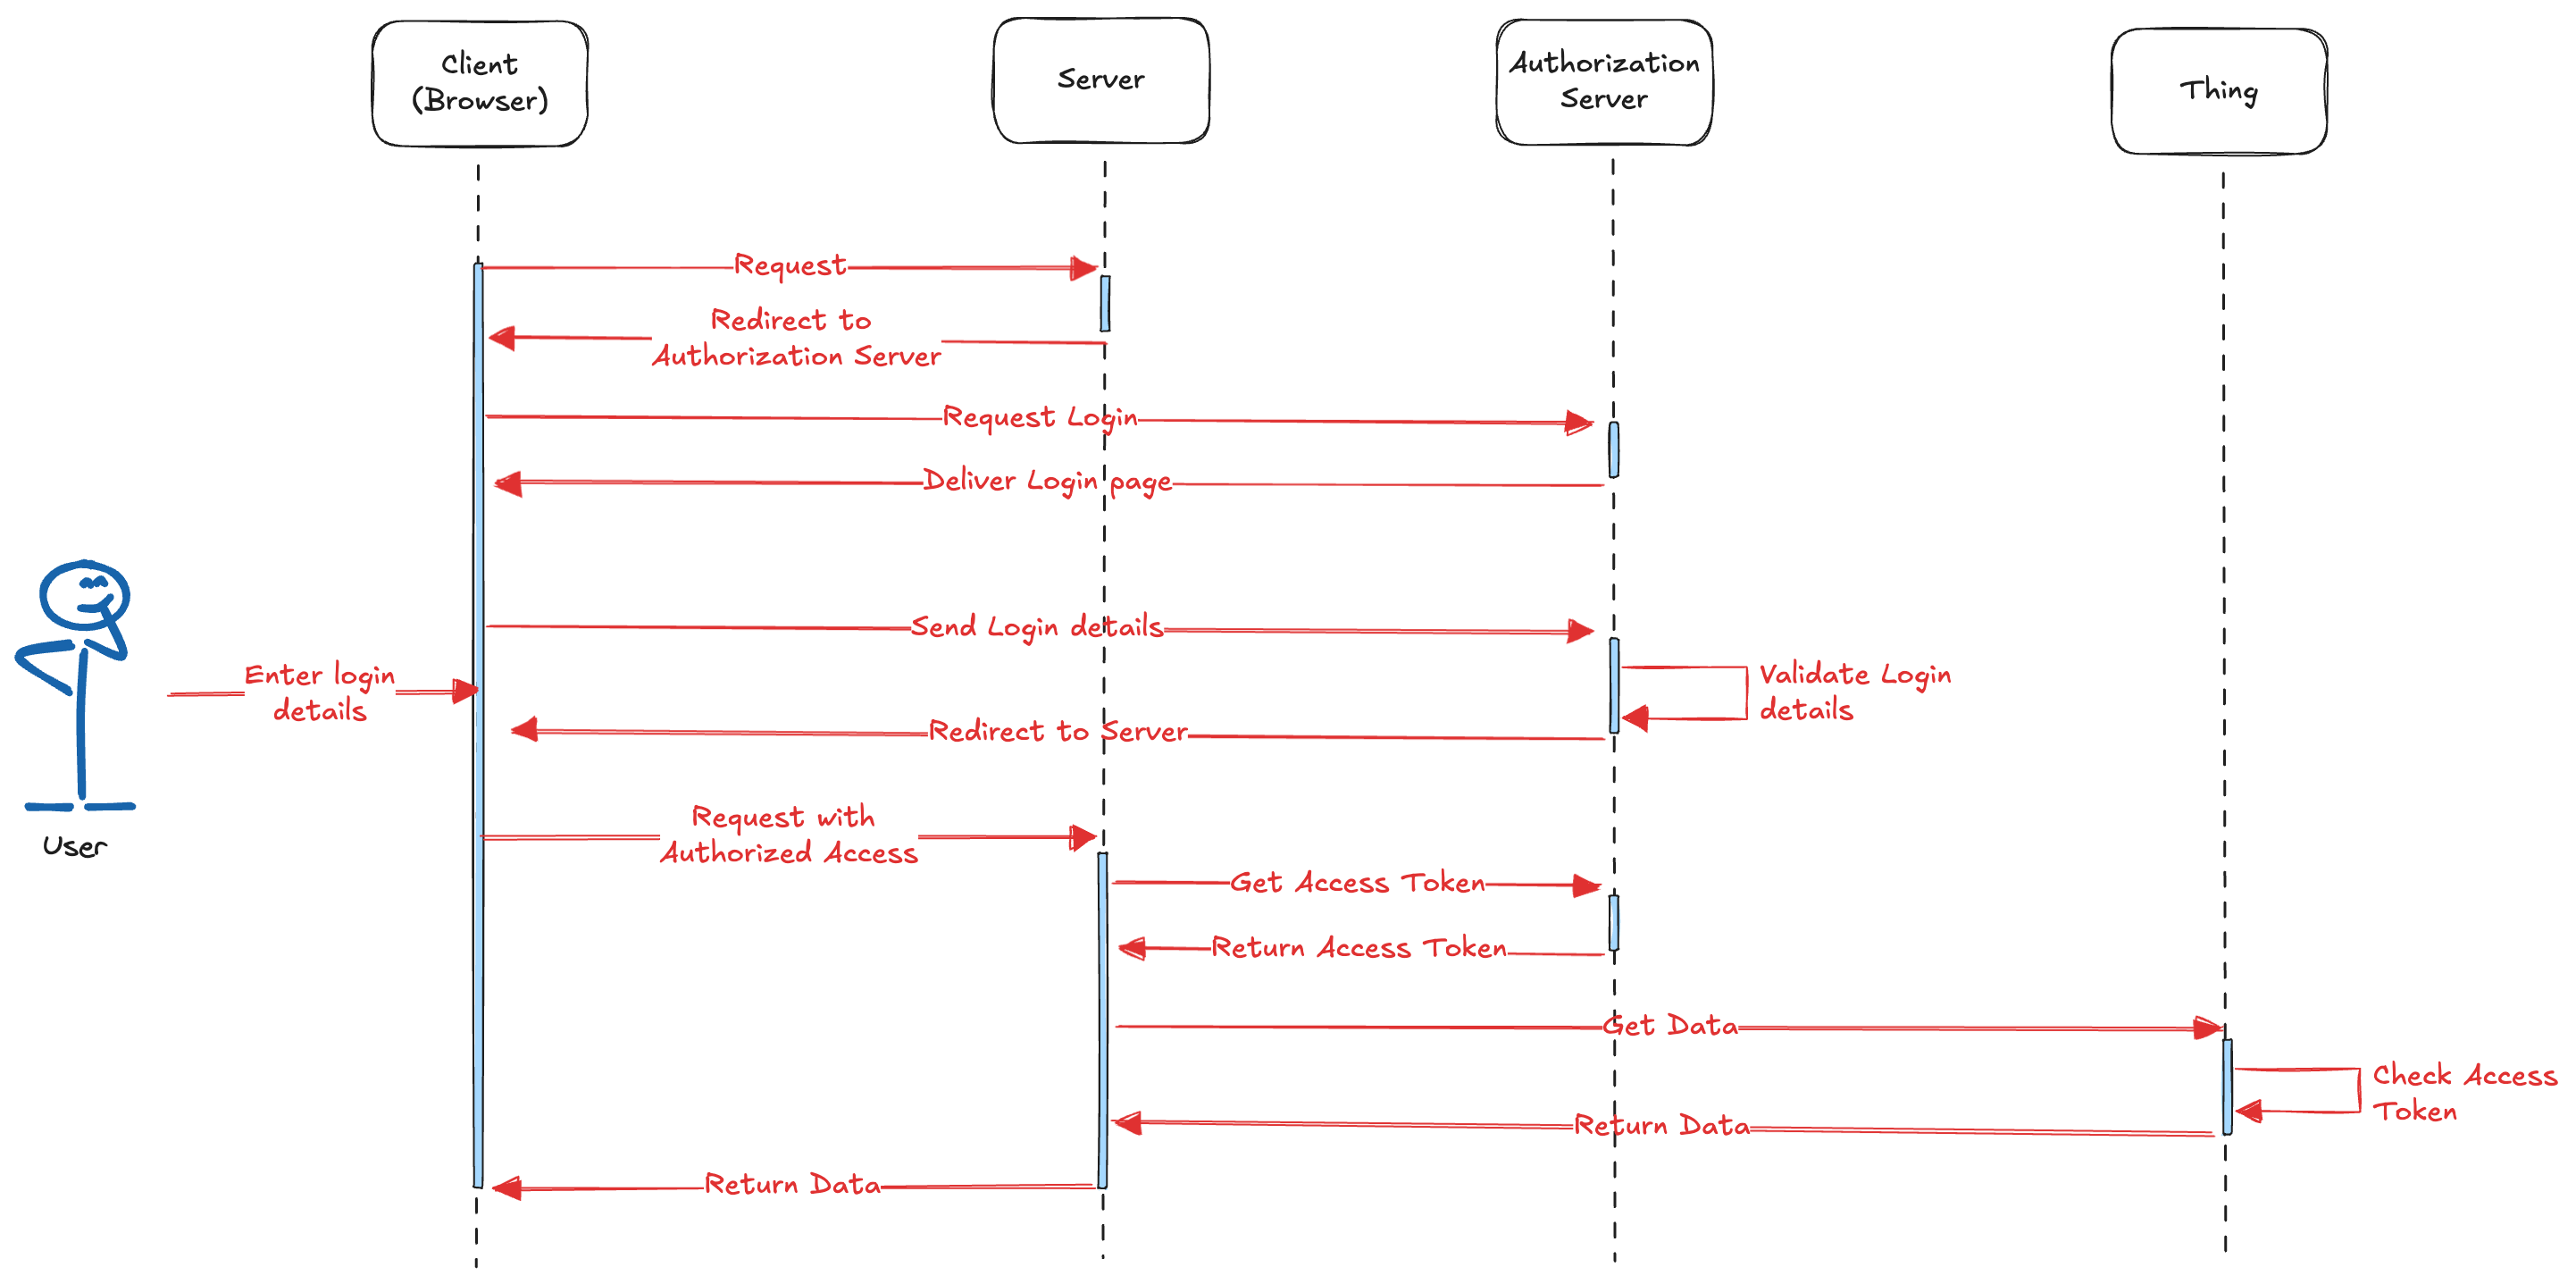 Client
(Browser)
Server
Authorization
Server
Thing
Request
Redirect to
Authorization Server
Request Login
Deliver Login page
Send Login details
Enter login
details
Validate Login
details
Redirect to Server
Request with
Authorized Access
User
Get Access Token
Return Access Token
Get Data
Check Access
Token
Return Data
Return Data